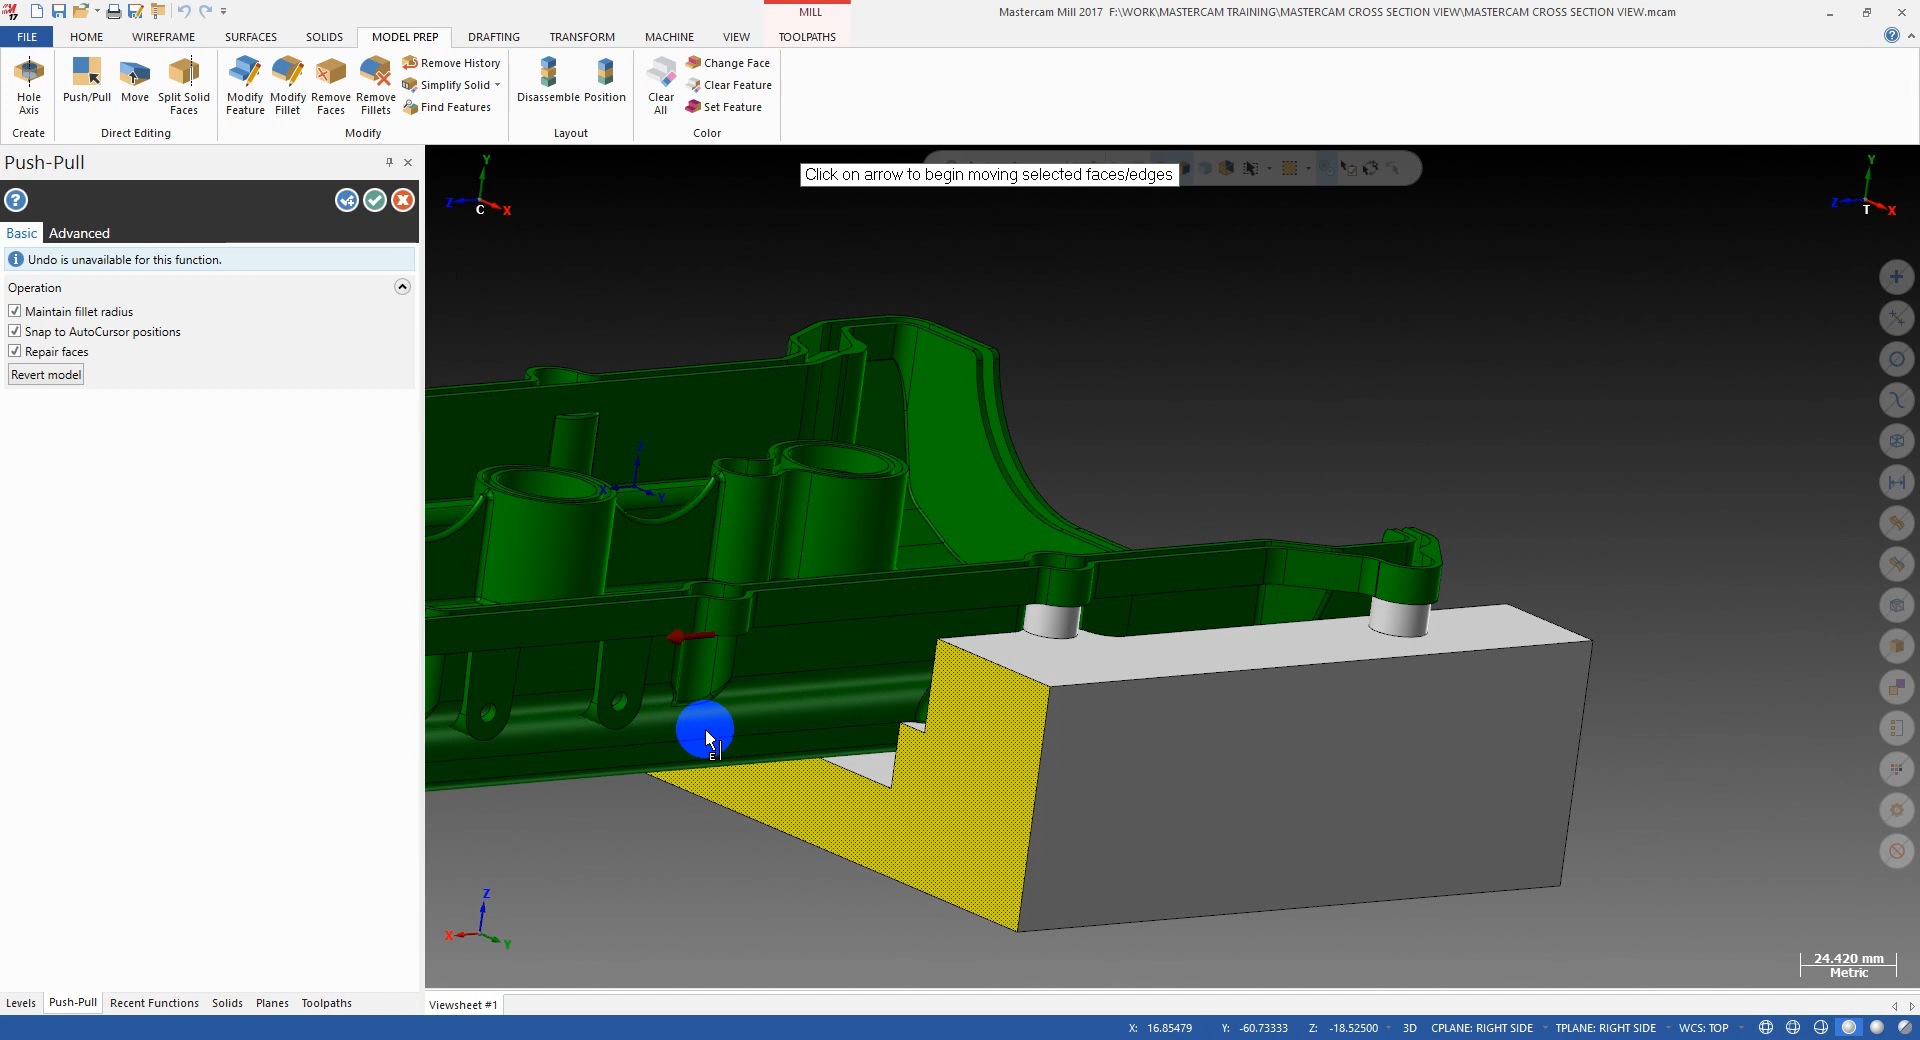 17
MILL
Mastercam Mill 2017 F:\WORK\MASTERCAM TRAINING\MASTERCAM CROSS SECTION VIEW\MASTERCAM CROSS SECTION VIEW.mcam
FILE HOME WIREFRAME SURFACES SOLIDS MODEL PREP DRAFTING TRANSFORM MACHINE VIEW TOOLPATHS
Hole Axis
Push/Pull
Move
Split Solid Faces
Modify Feature
Modify Fillet
Remove Faces
Remove Fillets
Remove History
Simplify Solid
Find Features
Disassemble
Position
Clear All
Change Face
Clear Feature
Set Feature
Create Direct Editing Modify Layout Color
Push-Pull
Basic Advanced
Undo is unavailable for this function.
Operation
Maintain fillet radius
Snap to AutoCursor positions
Repair faces
Revert model
Click on arrow to begin moving selected faces/edges
Y
Z
C
X
Y
Z
T
X
Z
X
Y
E
Z
X
Y
24.420 mm
Metric
Levels Push-Pull Recent Functions Solids Planes Toolpaths
Viewsheet #1
X: 16.85479 Y: -60.73333 Z: -18.52500 3D CPLANE: RIGHT SIDE TPLANE: RIGHT SIDE WCS: TOP